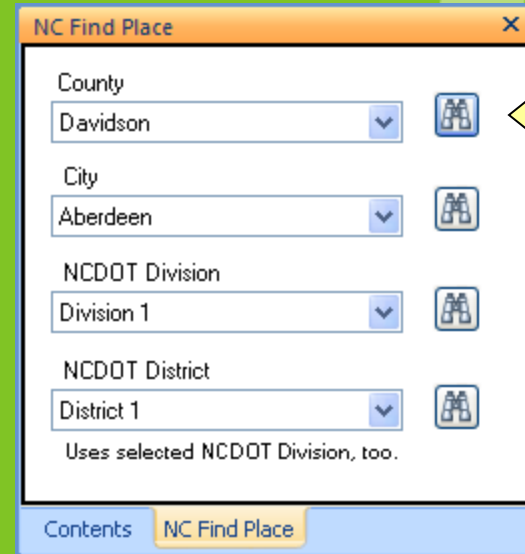 NC Find Place
County
Davidson
City
Aberdeen
NCDOT Division
Division 1
NCDOT District
District 1
Uses selected NCDOT Division, too.
Contents NC Find Place